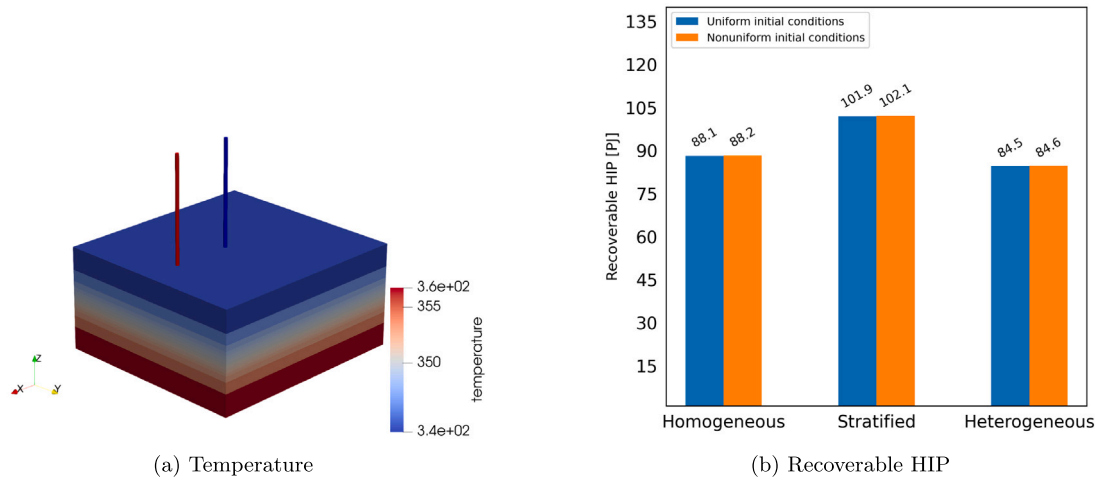 3.6e+02
355
350
3.4e+02
temperature
Z
X
Y
(a) Temperature
Uniform initial conditions
Nonuniform initial conditions
135
120
105
90
75
60
45
30
15
Recoverable HIP [PJ]
88.1
88.2
101.9
102.1
84.5
84.6
Homogeneous
Stratified
Heterogeneous
(b) Recoverable HIP